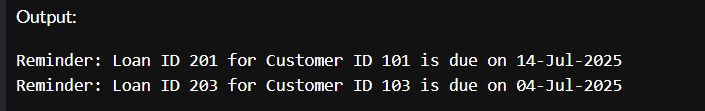 Output:
Reminder: Loan ID 201 for Customer ID 101 is due on 14-Jul-2025
Reminder: Loan ID 203 for Customer ID 103 is due on 04-Jul-2025